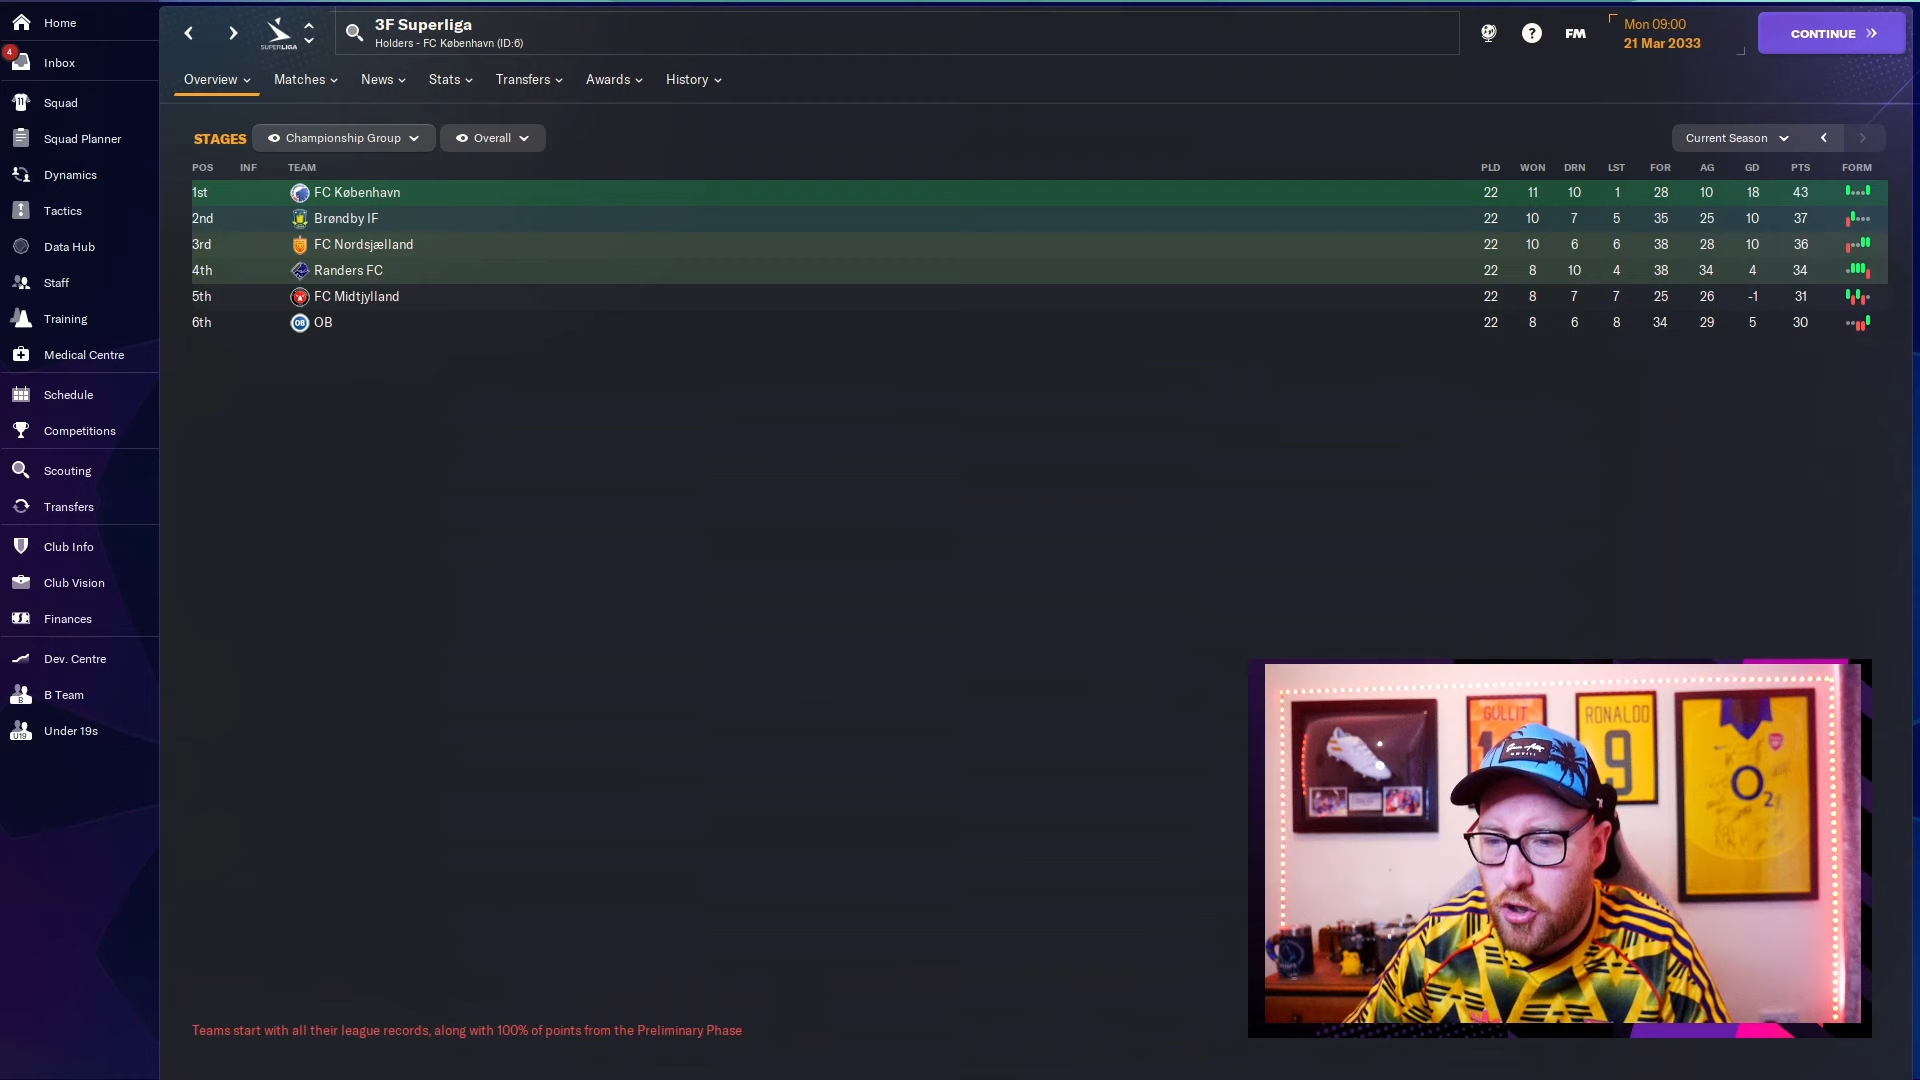 Home
4
Inbox
Squad
Squad Planner
Dynamics
Tactics
Data Hub
Staff
Training
Medical Centre
Schedule
Competitions
Scouting
Transfers
Club Info
Club Vision
Finances
Dev. Centre
B
B Team
U19
Under 19s
SUPERLIGA
3F Superliga
Holders - FC København (ID:6)
FM
Mon 09:00
21 Mar 2033
CONTINUE
Overview Matches News Stats Transfers Awards History
STAGES Championship Group Overall Current Season
POS INF TEAM PLD WON DRN LST FOR AG GD PTS FORM
1st FC København 22 11 10 1 28 10 18 43
2nd Brøndby IF 22 10 7 5 35 25 10 37
3rd FC Nordsjælland 22 10 6 6 38 28 10 36
4th Randers FC 22 8 10 4 38 34 4 34
5th FC Midtjylland 22 8 7 7 25 26 -1 31
6th OB OB 22 8 6 8 34 29 5 30
GULLIT
RONALDO
9
O2
Teams start with all their league records, along with 100% of points from the Preliminary Phase